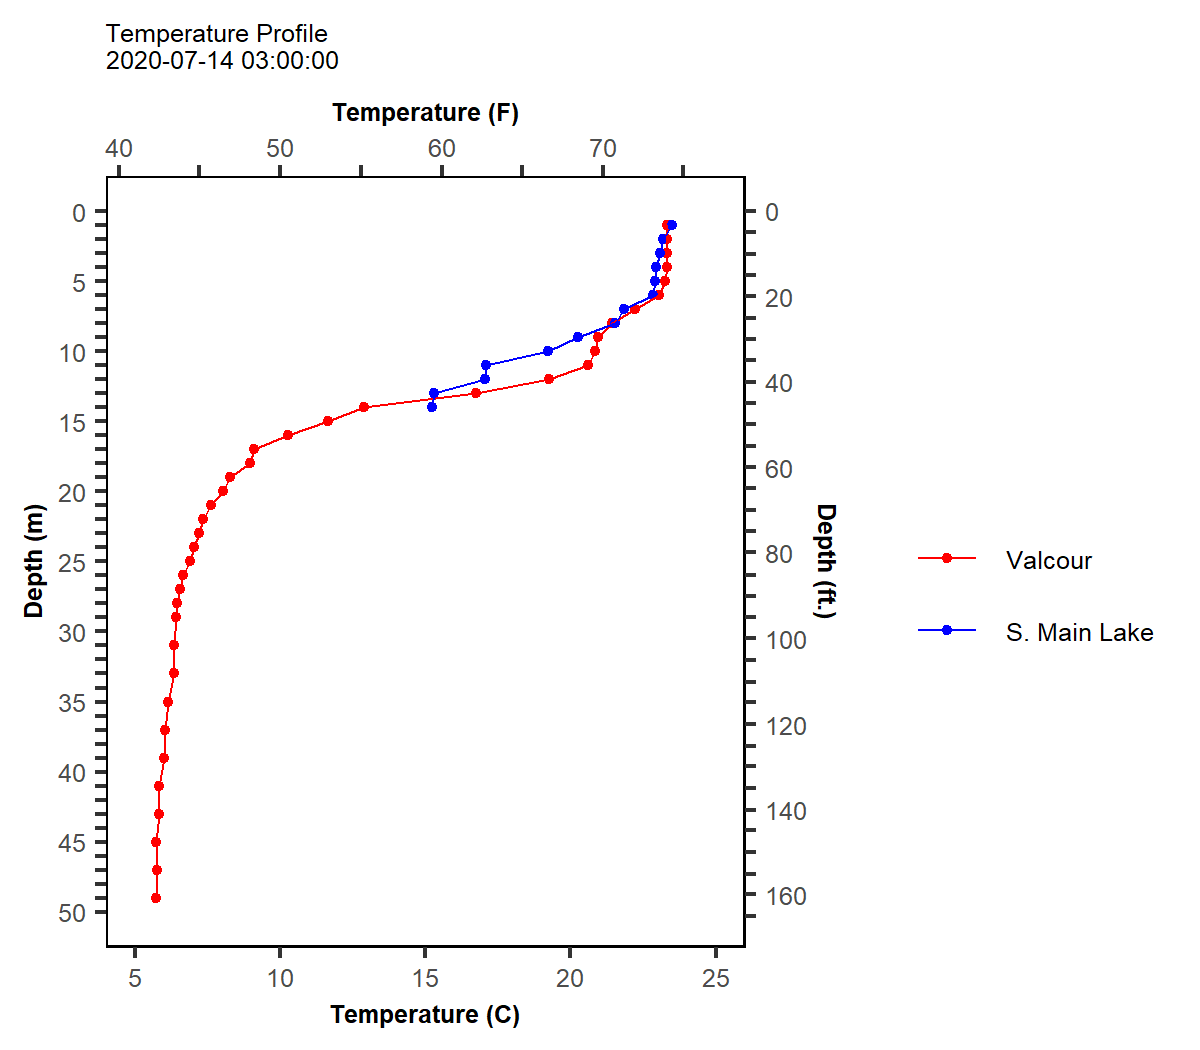 Temperature Profile
2020-07-14 03:00:00
Temperature (F)
40 50 60 70
0
5
10
15
20
25
30
35
40
45
50
Depth (m)
0
20
40
60
80
100
120
140
160
Depth (ft.)
Valcour
S. Main Lake
5 10 15 20 25
Temperature (C)